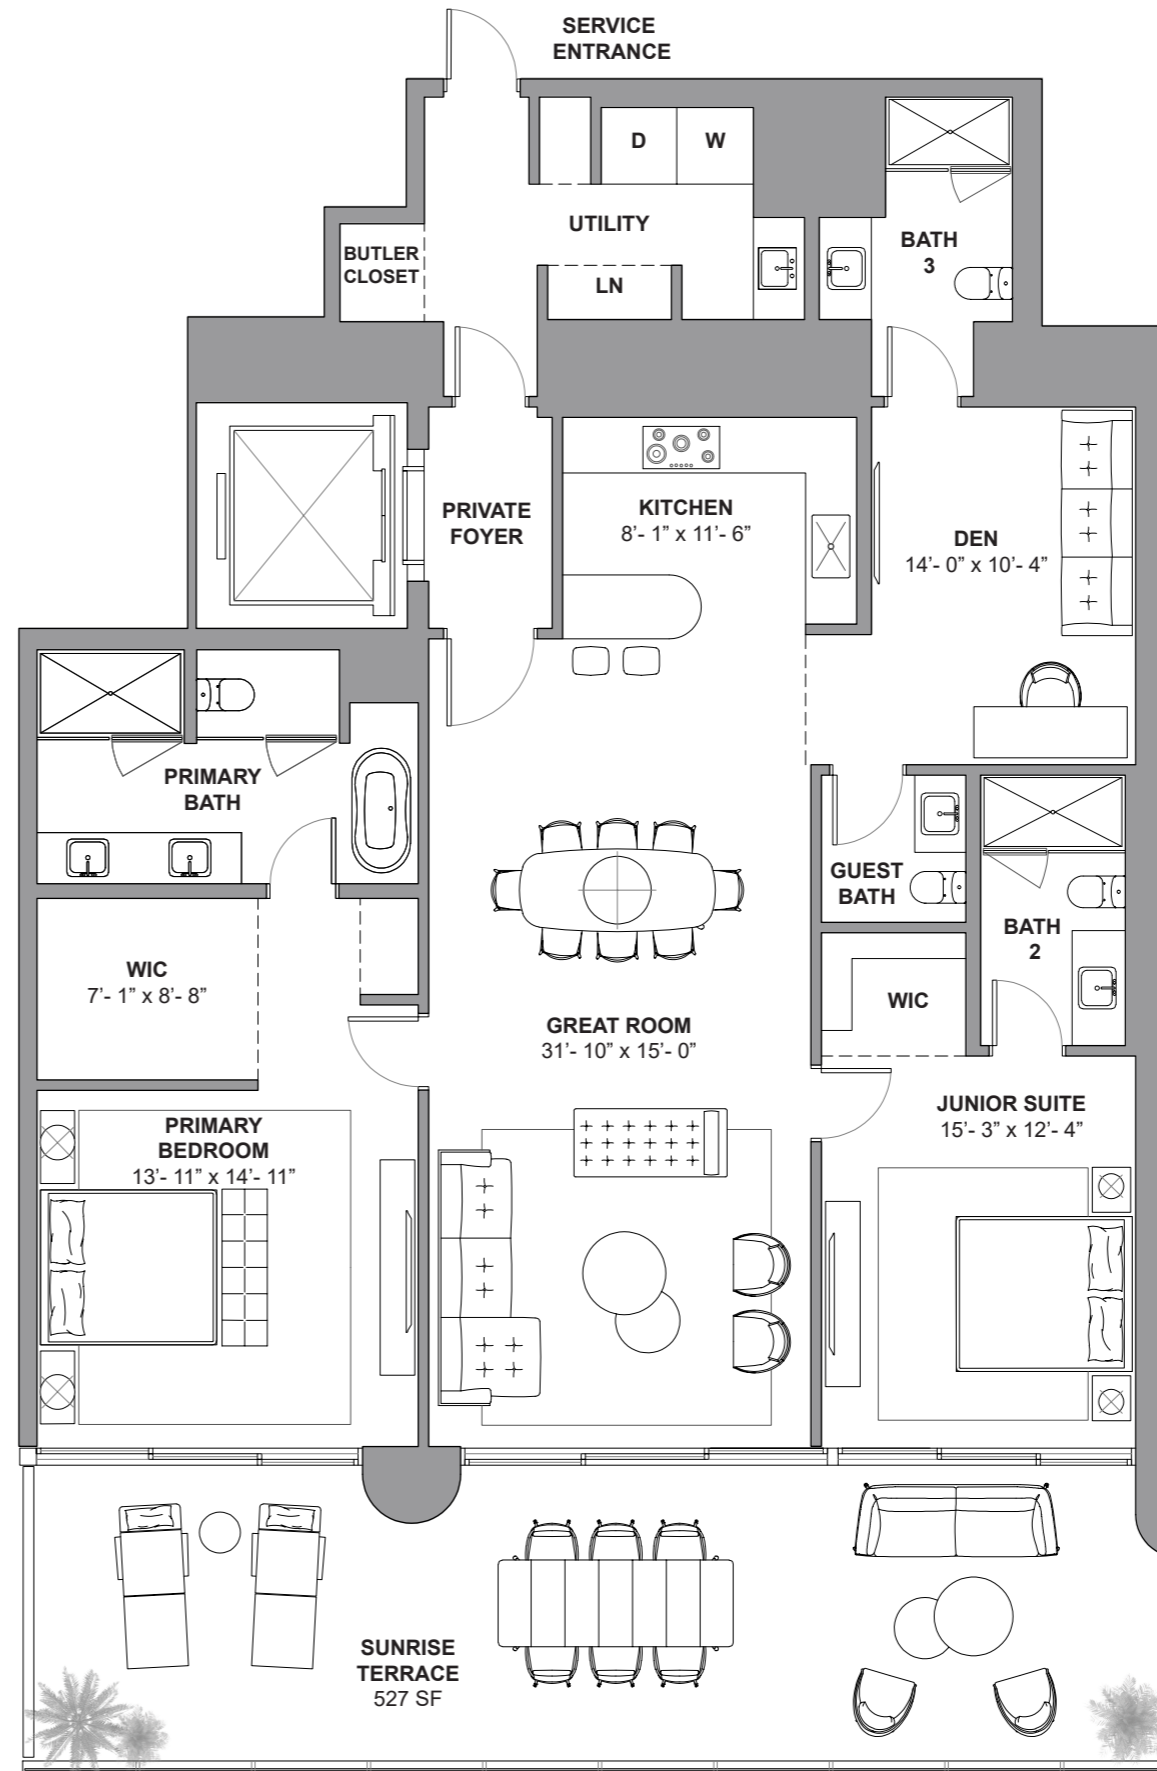 SERVICE
ENTRANCE
D
W
UTILITY
BUTLER
CLOSET
LN
BATH
3
PRIVATE
FOYER
KITCHEN
8'- 1” x 11'- 6”
DEN
14'- 0” x 10'- 4”
PRIMARY
BATH
GUEST
BATH
BATH
2
WIC
7'- 1” x 8'- 8”
WIC
GREAT ROOM
31'- 10” x 15'- 0”
PRIMARY
BEDROOM
13'- 11” x 14'- 11”
JUNIOR SUITE
15'- 3” x 12'- 4”
SUNRISE
TERRACE
527 SF